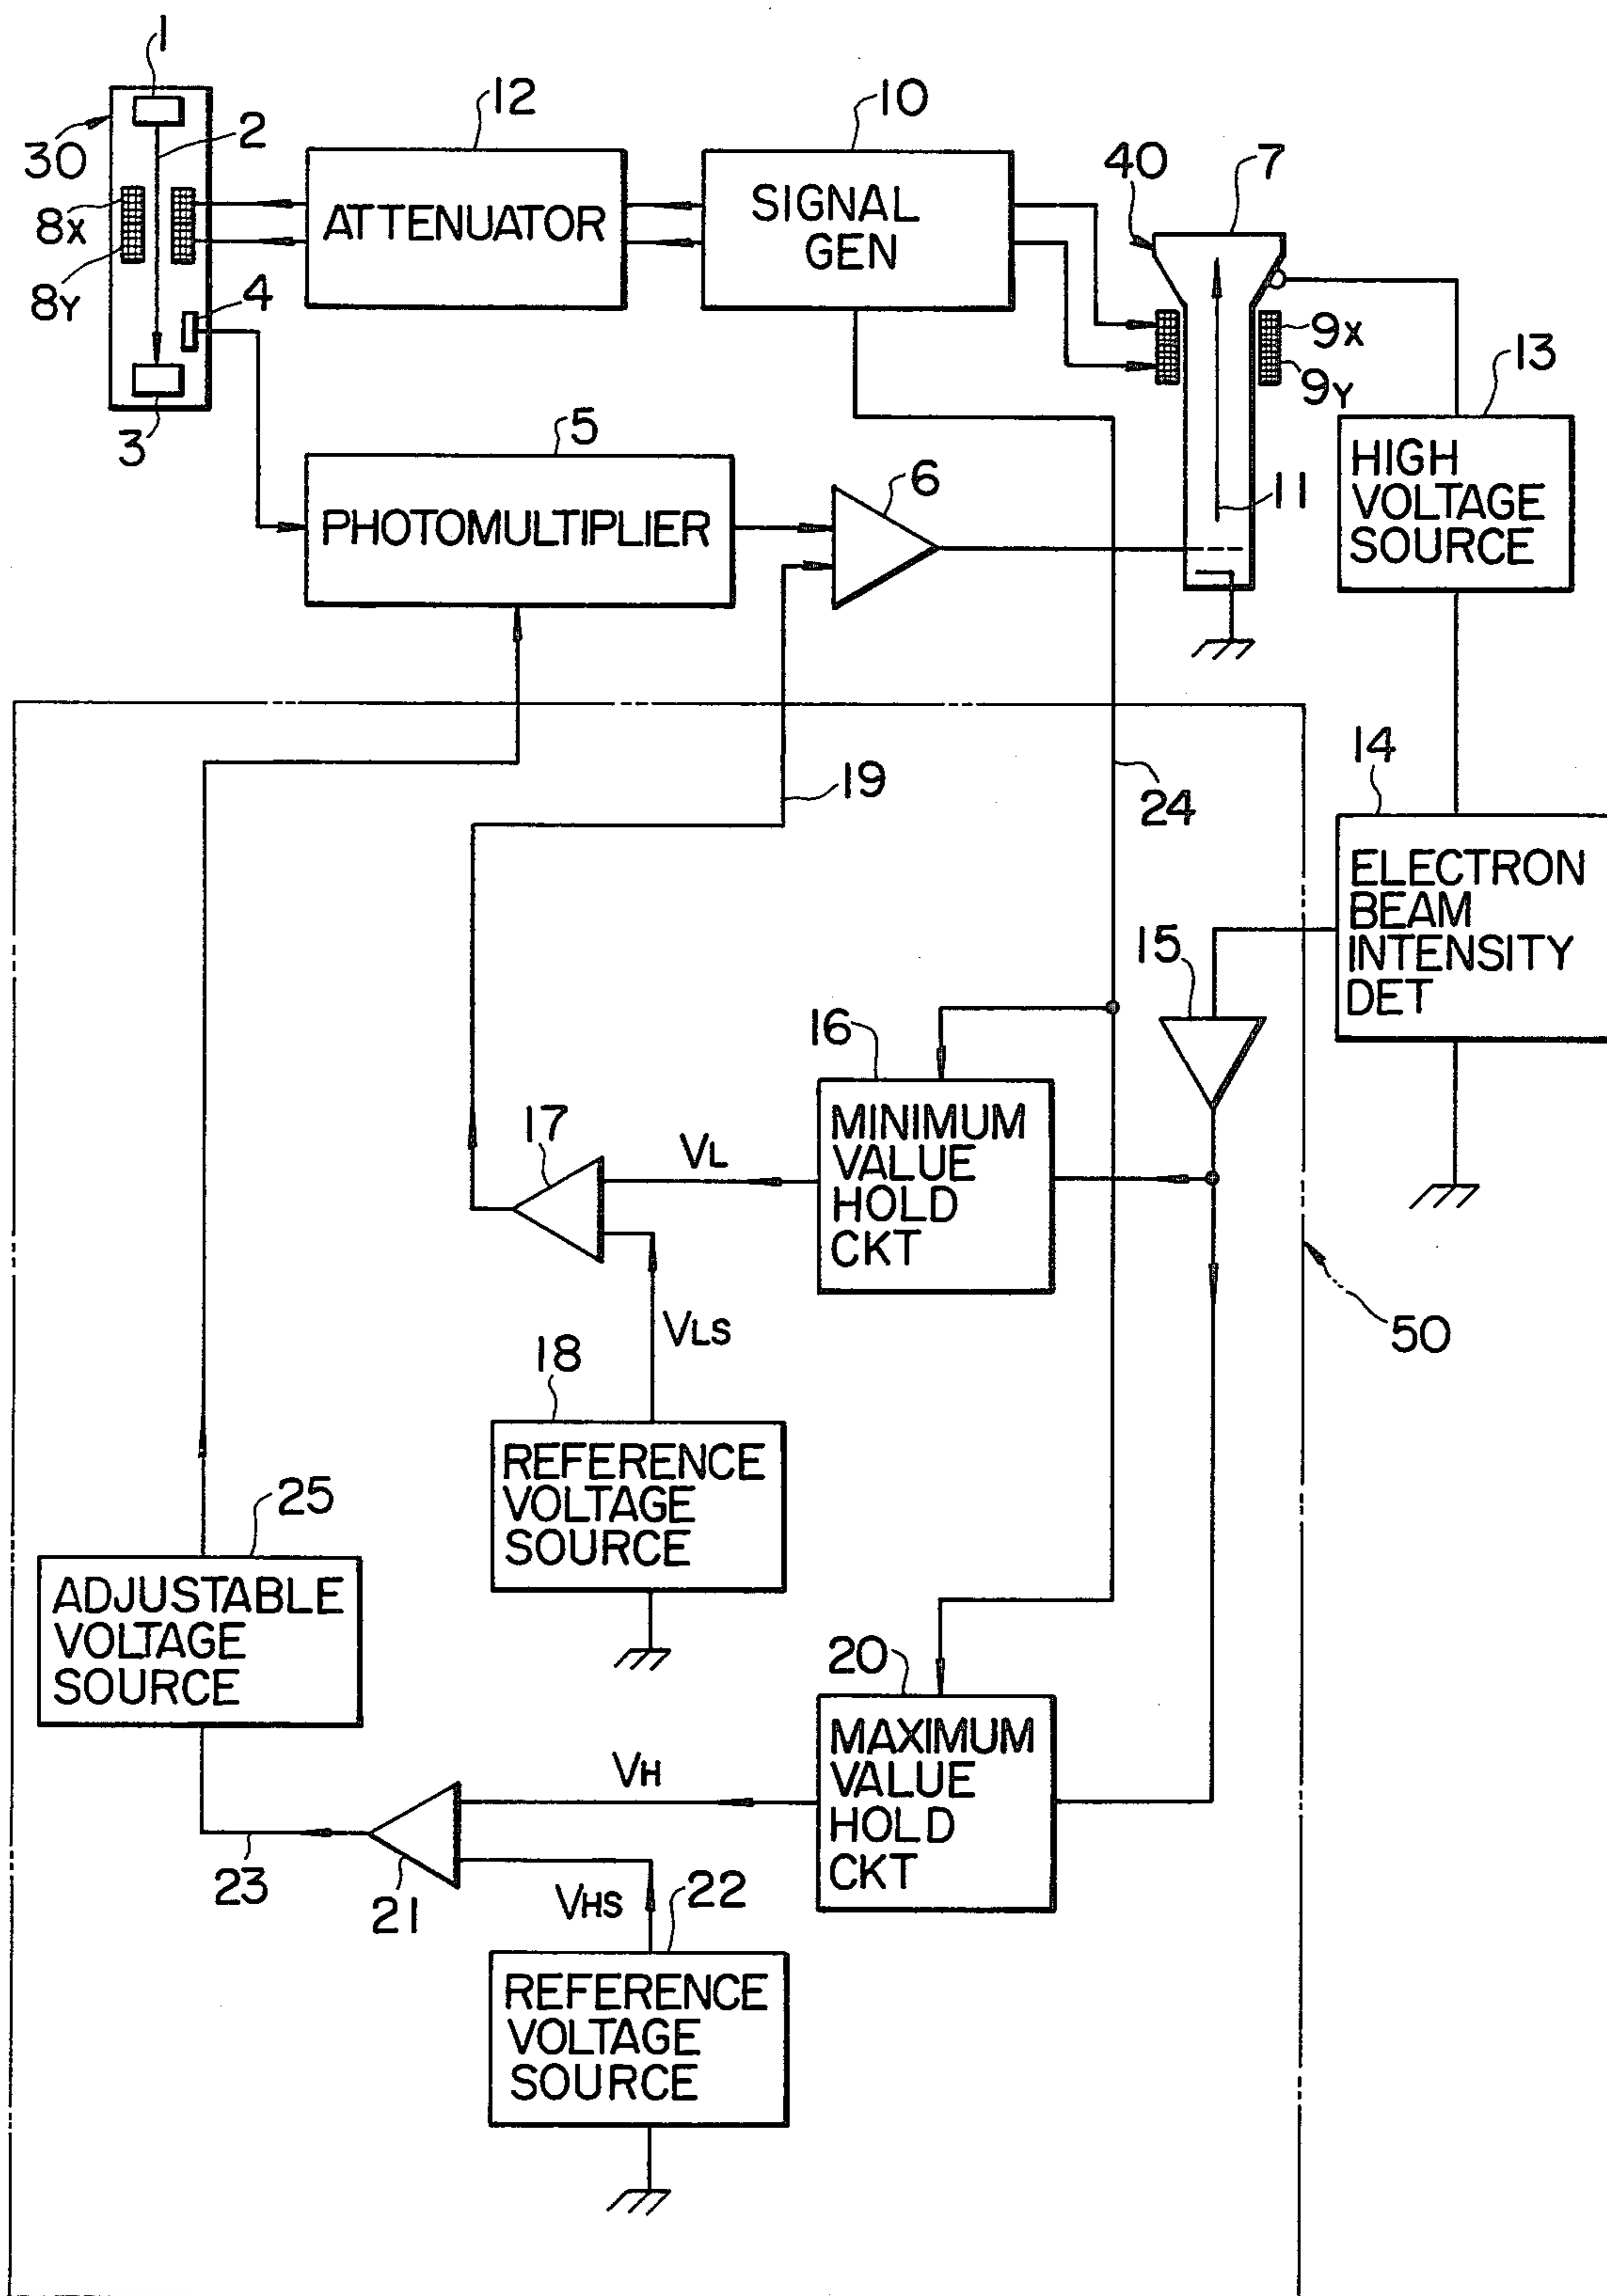 1
12
10
30
2
40
7
ATTENUATOR
SIGNAL
GEN
8X
8Y
4
9X
9Y
13
3
5
6
HIGH
VOLTAGE
SOURCE
11
PHOTOMULTIPLIER
19
24
14
ELECTRON
BEAM
INTENSITY
DET
15
16
17
VL
MINIMUM
VALUE
HOLD
CKT
VLS
50
18
REFERENCE
VOLTAGE
SOURCE
25
ADJUSTABLE
VOLTAGE
SOURCE
20
MAXIMUM
VALUE
HOLD
CKT
VH
23
21
VHS
22
REFERENCE
VOLTAGE
SOURCE